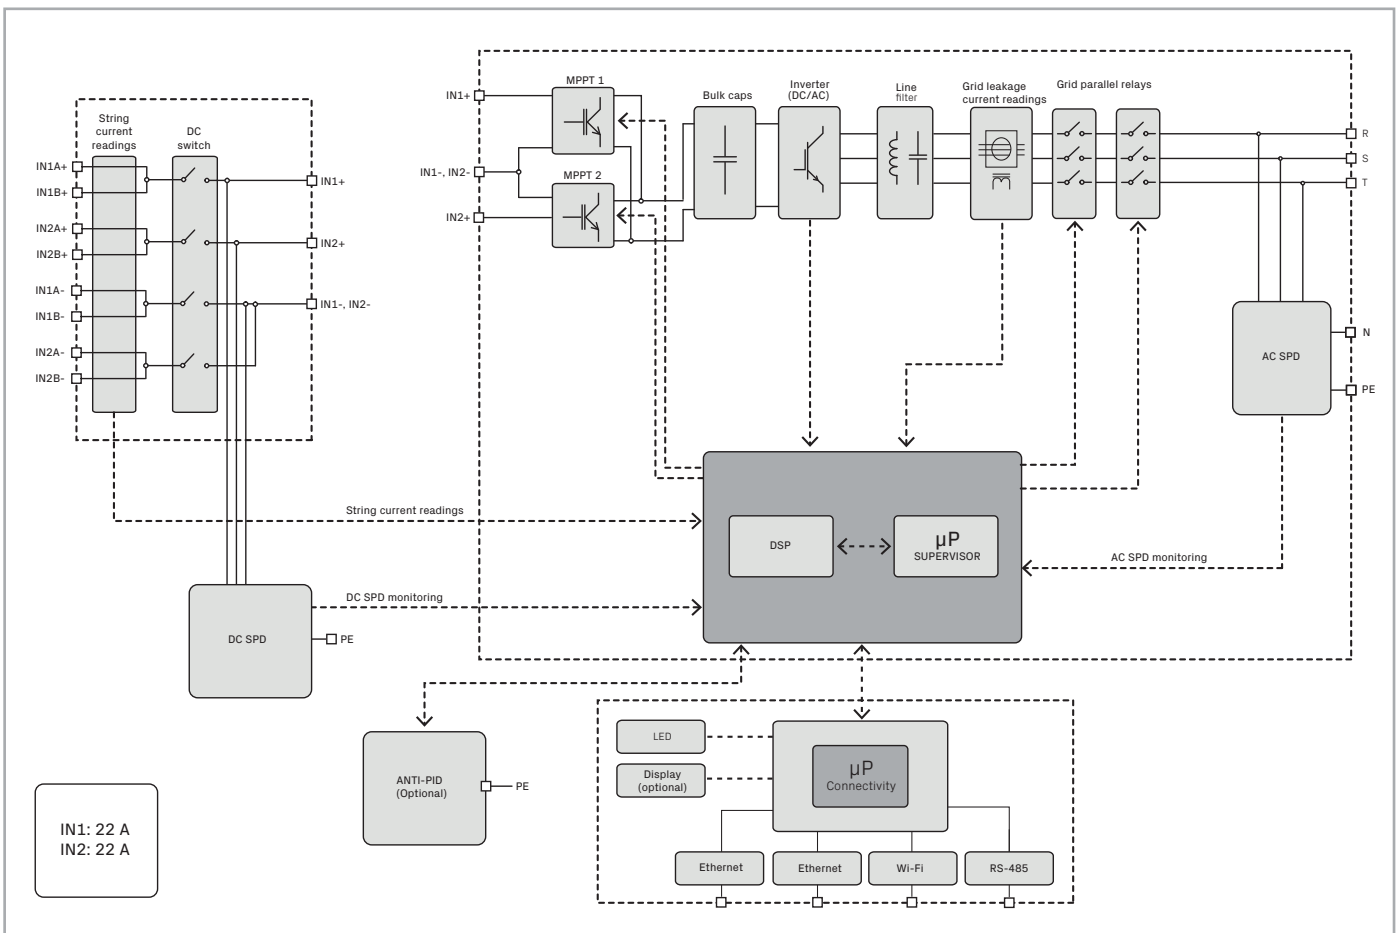 String
current
readings
DC
switch
IN1A+
IN1B+
IN2A+
IN2B+
IN1A-
IN1B-
IN2A-
IN2B-
IN1+
IN2+
IN1-, IN2-
IN1+
IN1-, IN2-
IN2+
MPPT 1
MPPT 2
Bulk caps
Inverter
(DC/AC)
Line
filter
Grid leakage
current readings
Grid parallel relays
R
S
T
AC SPD
N
PE
String current readings
DSP
µP
SUPERVISOR
AC SPD monitoring
DC SPD monitoring
DC SPD
PE
ANTI-PID
(Optional)
PE
LED
Display
(optional)
µP
Connectivity
Ethernet
Ethernet
Wi-Fi
RS-485
IN1: 22 A
IN2: 22 A